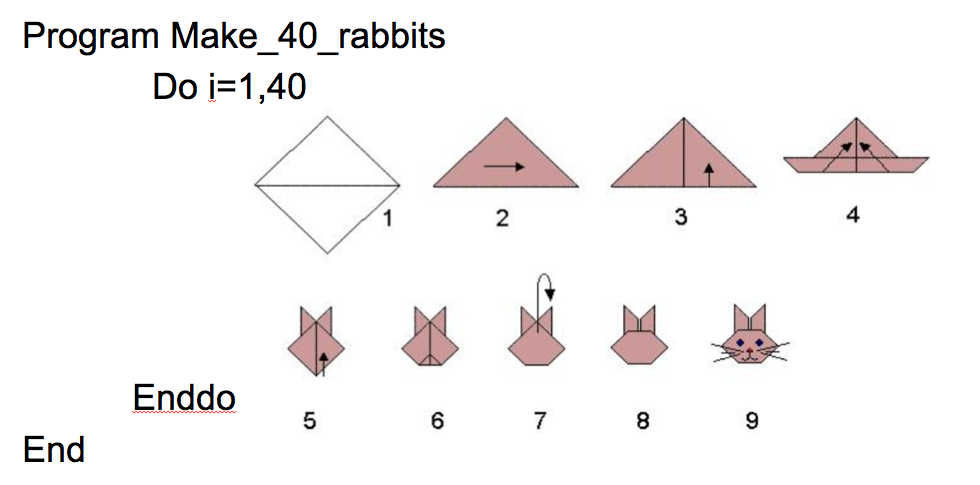 Program Make_40_rabbits
Do i=1,40
1 2 3 4
Enddo
5 6 7 8 9
End